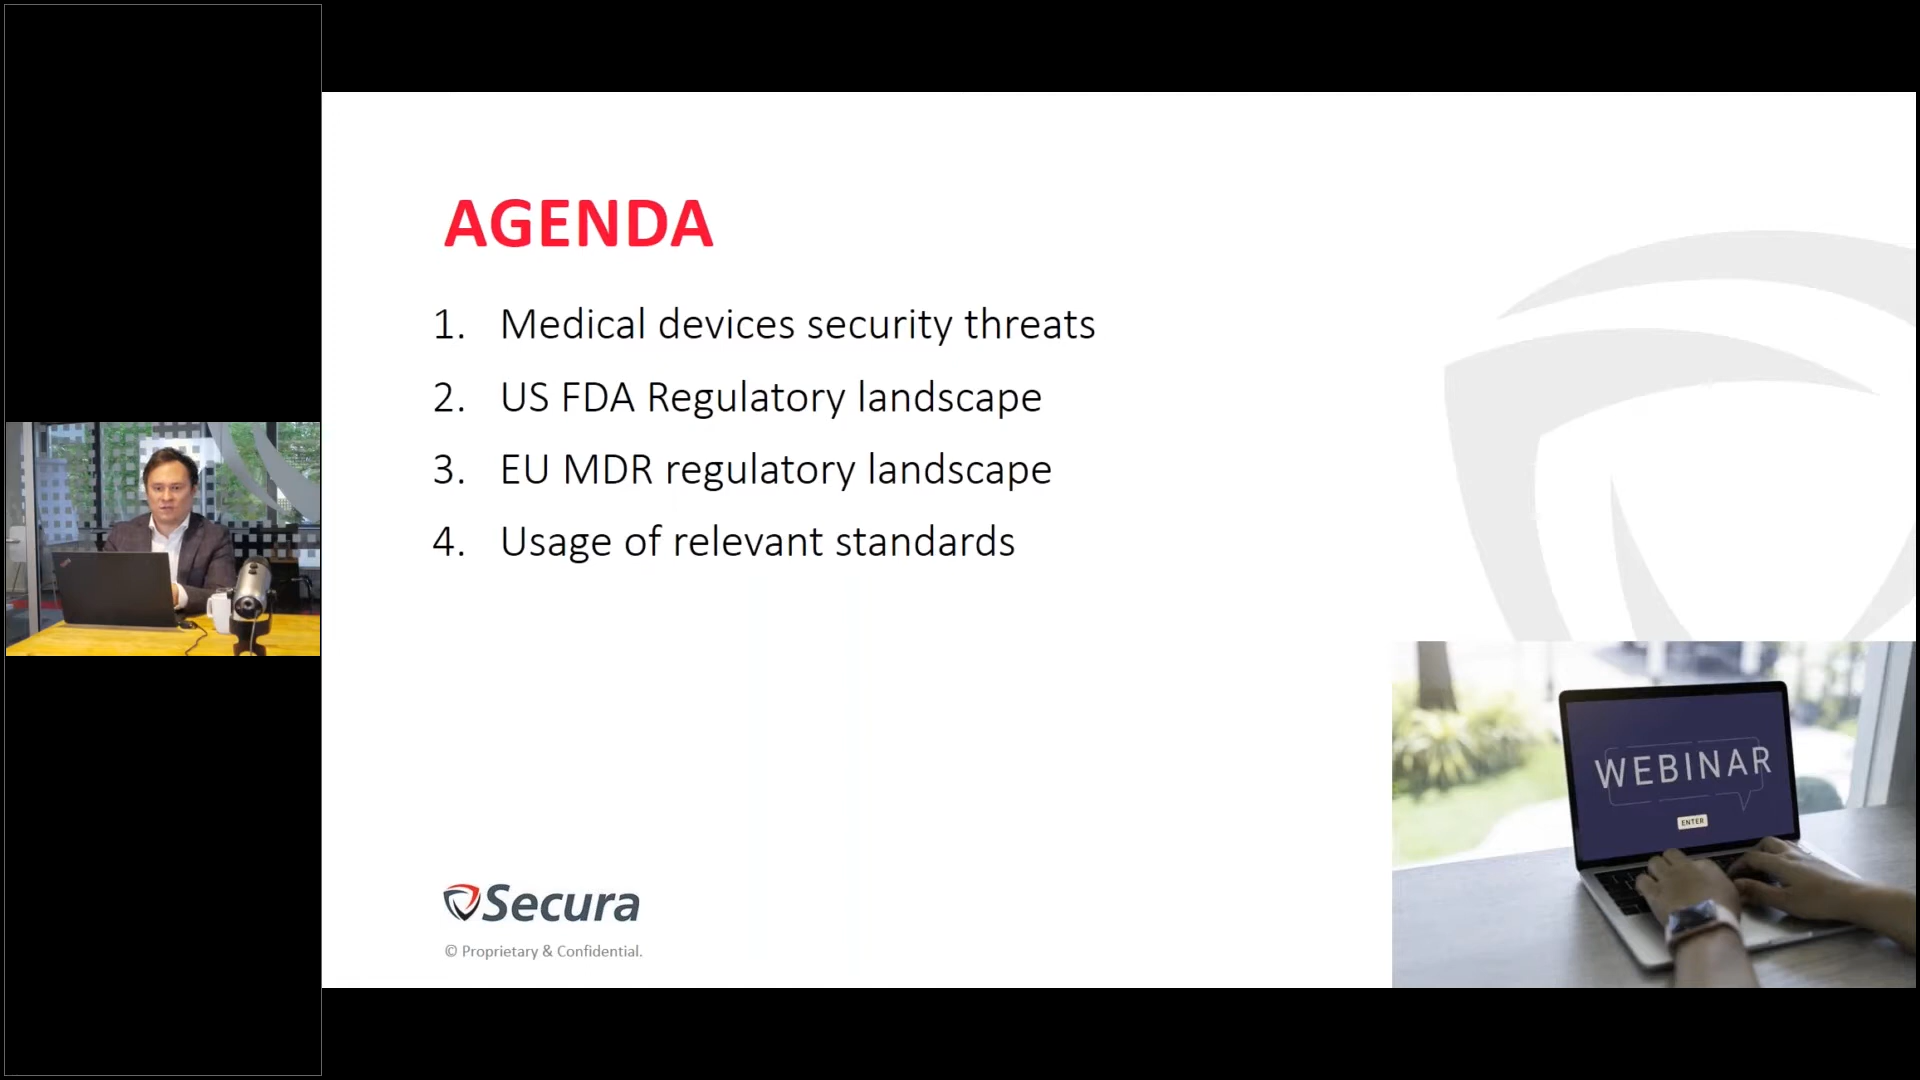 AGENDA
1. Medical devices security threats
2. US FDA Regulatory landscape
3. EU MDR regulatory landscape
4. Usage of relevant standards
WEBINAR
ENTER
Secura
© Proprietary & Confidential.